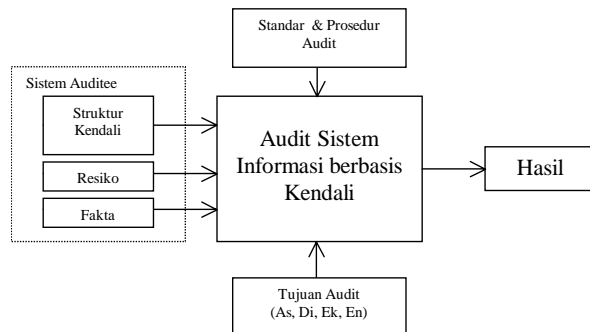 Standar & Prosedur
Audit
Sistem Auditee
Struktur
Kendali
Resiko
Fakta
Audit Sistem
Informasi berbasis
Kendali
Hasil
Tujuan Audit
(As, Di, Ek, En)